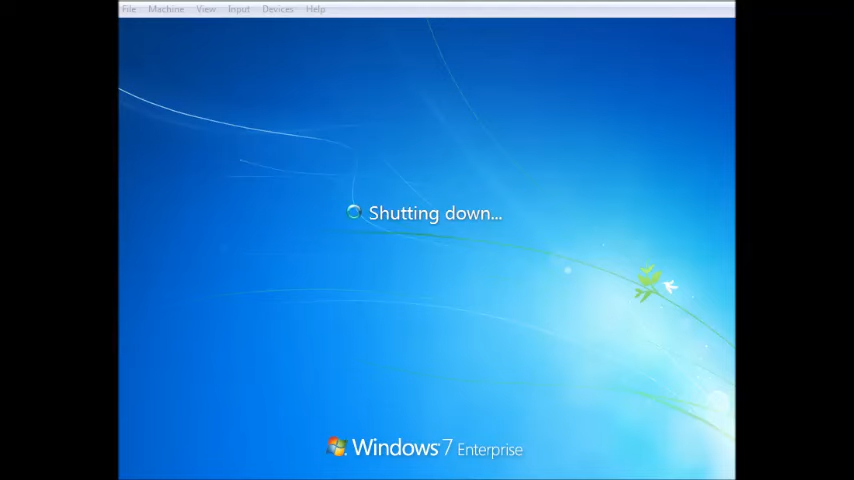 File Machine View Input Devices Help
Shutting down...
Windows 7 Enterprise